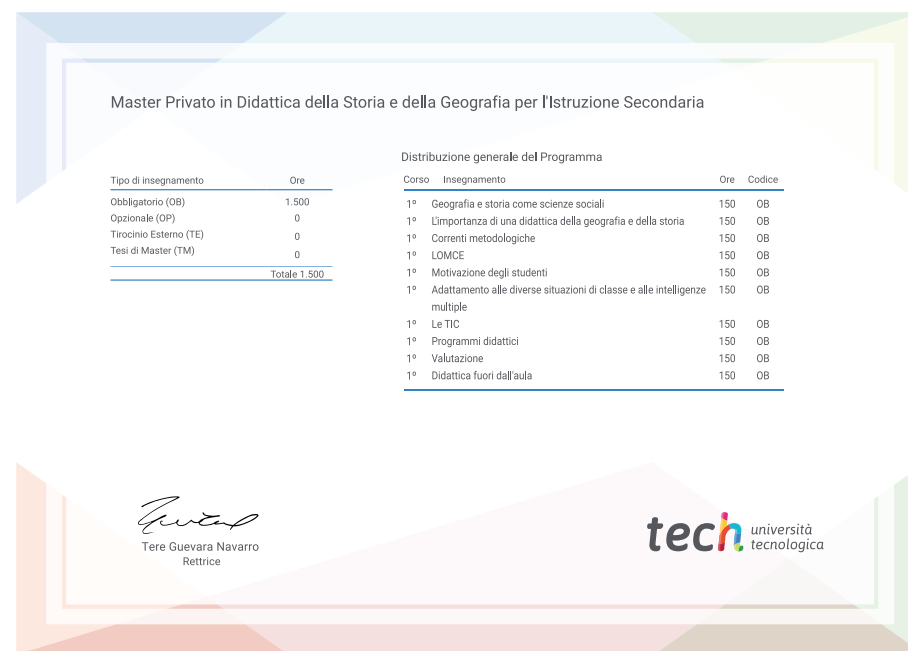 Master Privato in Didattica della Storia e della Geografia per l'Istruzione Secondaria
Tipo di insegnamento Ore
Obbligatorio (OB) 1.500
Opzionale (OP) 0
Tirocinio Esterno (TE) 0
Tesi di Master (TM) 0
Totale 1.500
Distribuzione generale del Programma
Corso Insegnamento Ore Codice
1º Geografia e storia come scienze sociali 150 OB
1º L'importanza di una didattica della geografia e della storia 150 OB
1º Correnti metodologiche 150 OB
1º LOMCE 150 OB
1º Motivazione degli studenti 150 OB
1º Adattamento alle diverse situazioni di classe e alle intelligenze 150 OB
multiple
1º Le TIC 150 OB
1º Programmi didattici 150 OB
1º Valutazione 150 OB
1º Didattica fuori dall'aula 150 OB
Tere Guevara Navarro
Rettrice
tech università
tecnologica